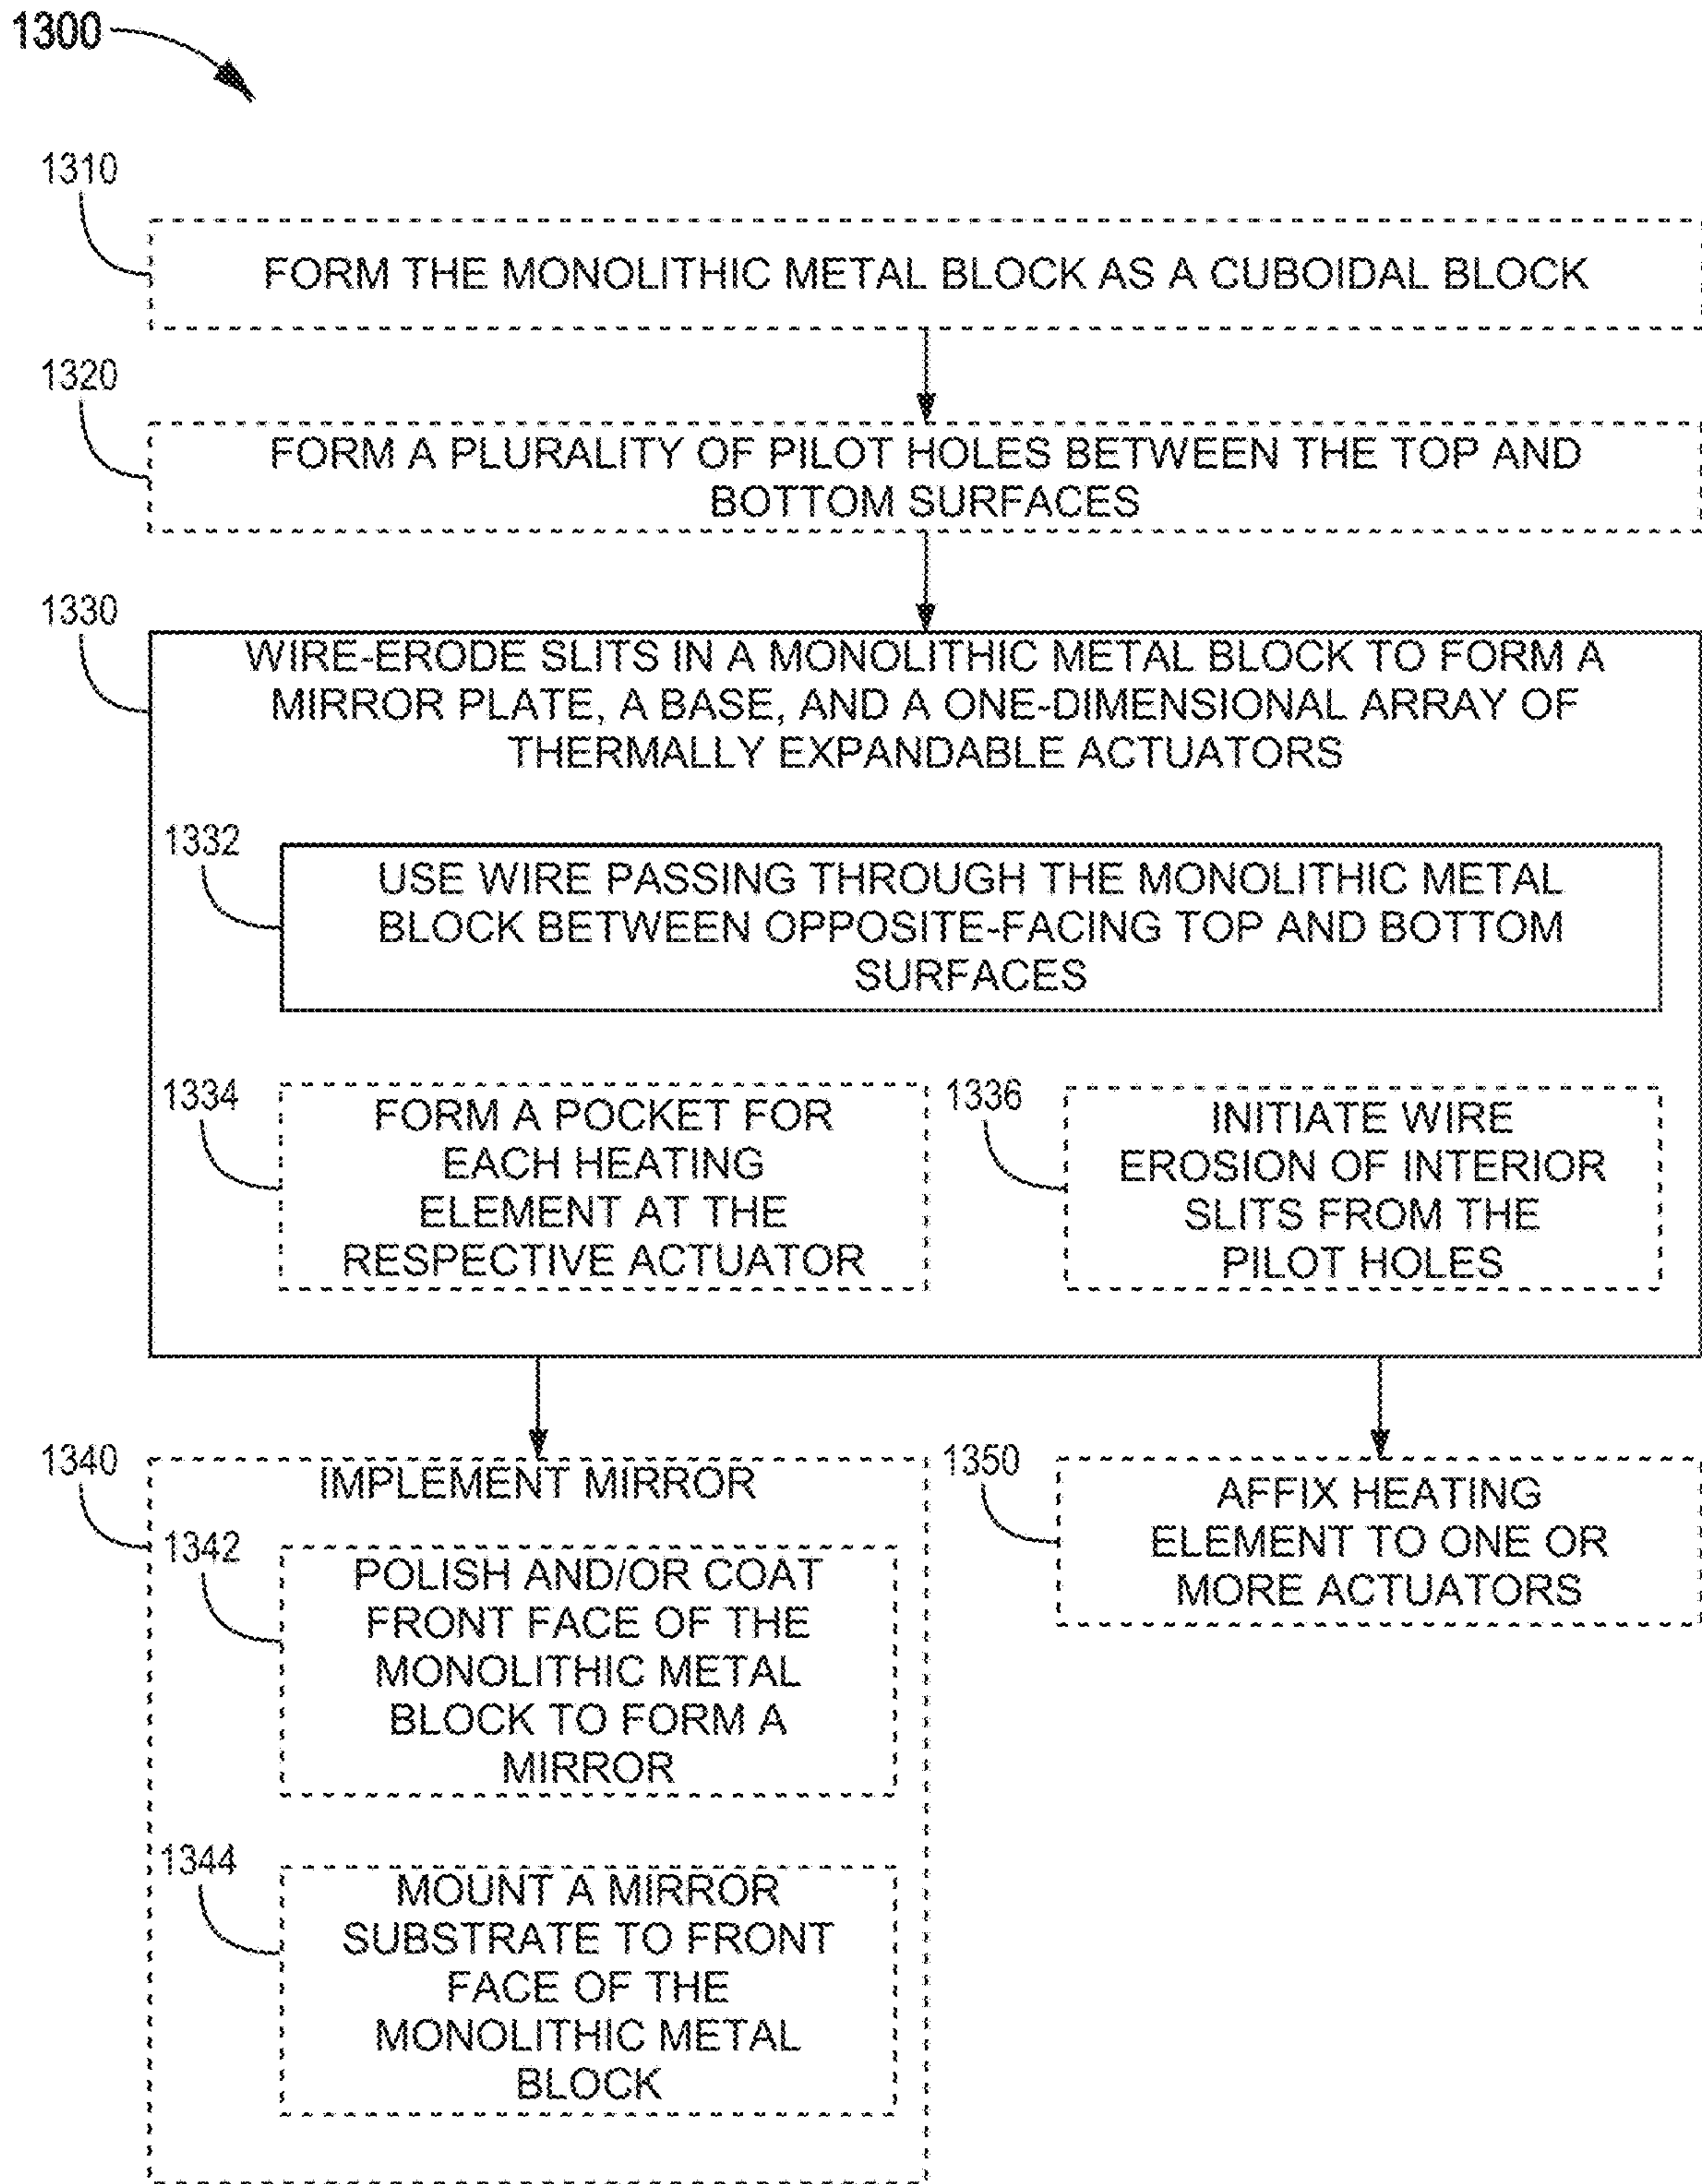 1300
1310
FORM THE MONOLITHIC METAL BLOCK AS A CUBOIDAL BLOCK
1320
FORM A PLURALITY OF PILOT HOLES BETWEEN THE TOP AND
BOTTOM SURFACES
1330
WIRE-ERODE SLITS IN A MONOLITHIC METAL BLOCK TO FORM A
MIRROR PLATE, A BASE, AND A ONE-DIMENSIONAL ARRAY OF
THERMALLY EXPANDABLE ACTUATORS
1332
USE WIRE PASSING THROUGH THE MONOLITHIC METAL
BLOCK BETWEEN OPPOSITE-FACING TOP AND BOTTOM
SURFACES
1334
FORM A POCKET FOR
EACH HEATING
ELEMENT AT THE
RESPECTIVE ACTUATOR
1336
INITIATE WIRE
EROSION OF INTERIOR
SLITS FROM THE
PILOT HOLES
1340
IMPLEMENT MIRROR
1342
POLISH AND/OR COAT
FRONT FACE OF THE
MONOLITHIC METAL
BLOCK TO FORM A
MIRROR
1344
MOUNT A MIRROR
SUBSTRATE TO FRONT
FACE OF THE
MONOLITHIC METAL
BLOCK
1350
AFFIX HEATING
ELEMENT TO ONE OR
MORE ACTUATORS